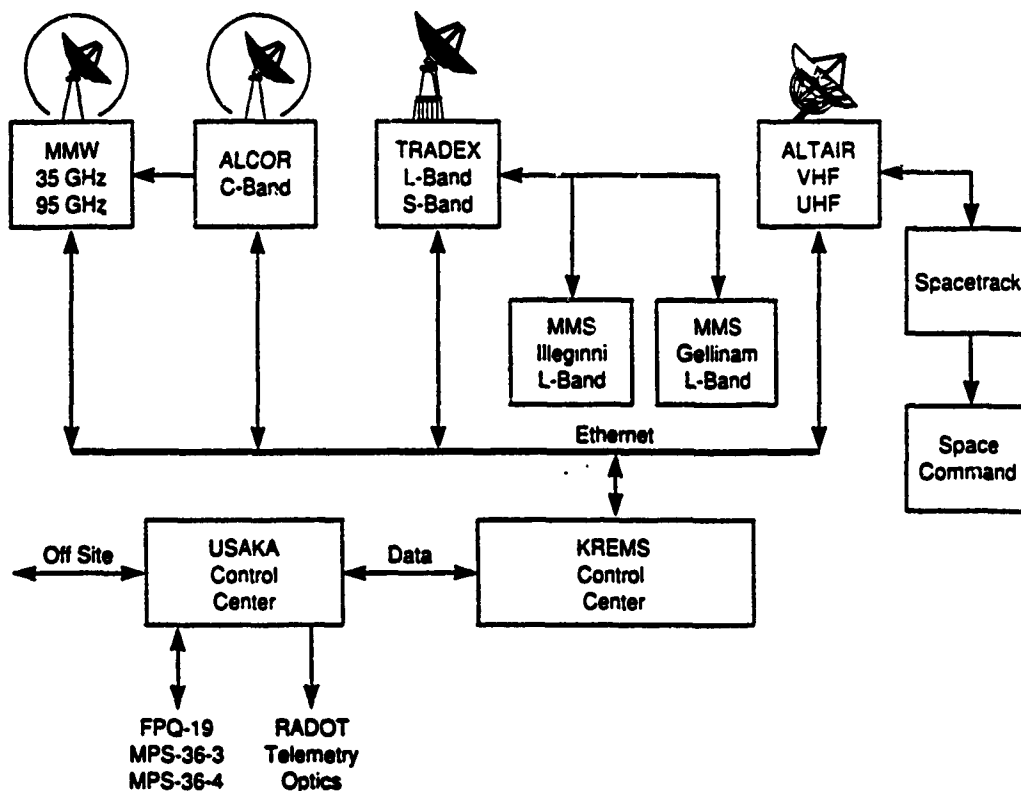 MMW
35 GHz
95 GHz
ALCOR
C-Band
TRADEX
L-Band
S-Band
ALTAIR
VHF
UHF
Spacetrack
MMS
Illeginni
L-Band
MMS
Gellinam
L-Band
Space
Command
Ethernet
Off Site
USAKA
Control
Center
Data
KREMS
Control
Center
FPQ-19
MPS-36-3
MPS-36-4
RADOT
Telemetry
Optics